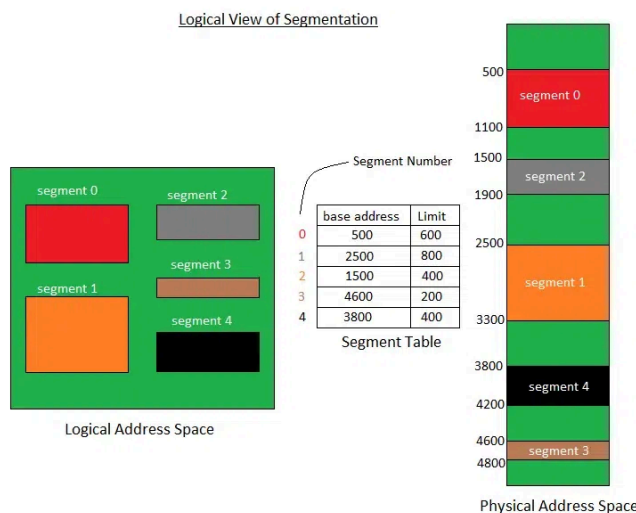 Logical View of Segmentation
segment 0
segment 2
segment 3
segment 1
segment 4
Logical Address Space
Segment Number
base address Limit
0 500 600
1 2500 800
2 1500 400
3 4600 200
4 3800 400
Segment Table
500
segment 0
1100
1500
segment 2
1900
2500
segment 1
3300
3800
segment 4
4200
4600
segment 3
4800
Physical Address Space